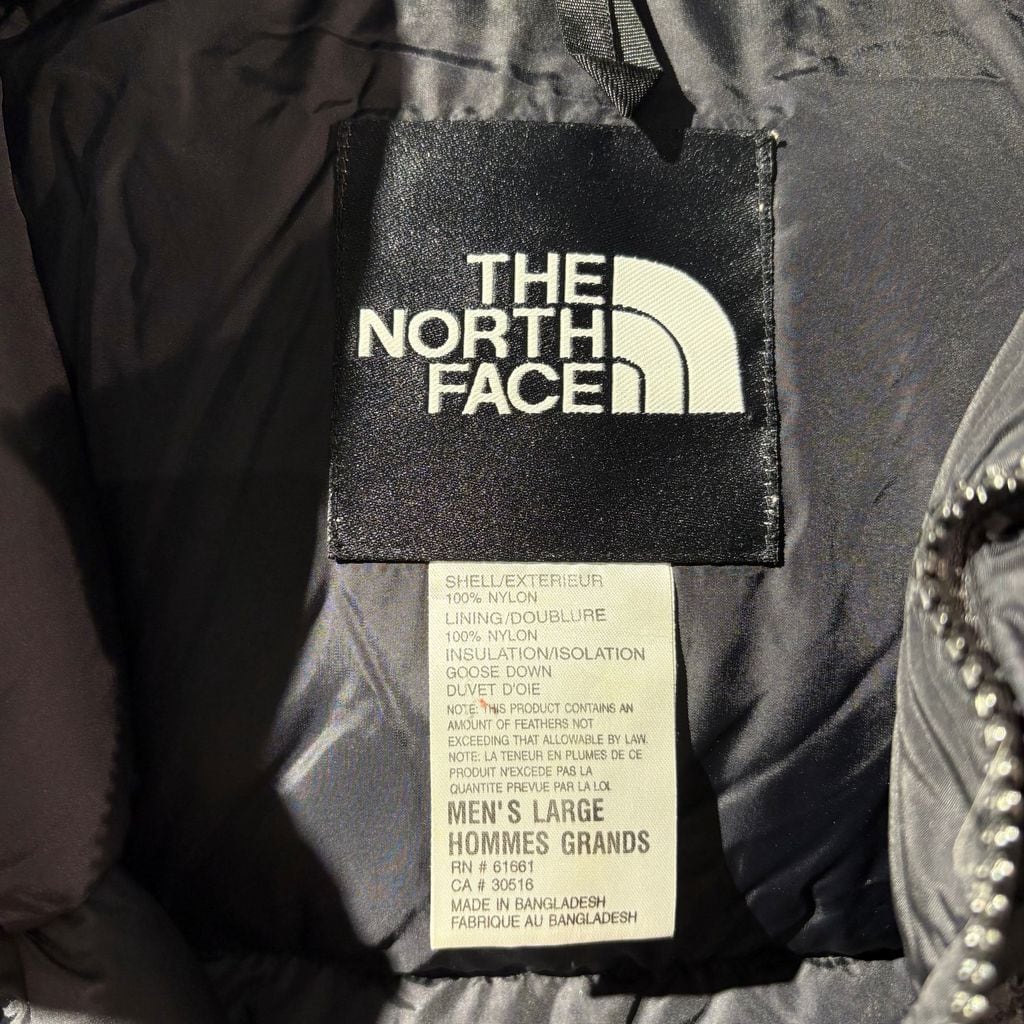 THE
NORTH
FACE
SHELL/EXTERIEUR
100% NYLON
LINING/DOUBLURE
100% NYLON
INSULATION/ISOLATION
GOOSE DOWN
DUVET D'OIE
NOTE: THIS PRODUCT CONTAINS AN
AMOUNT OF FEATHERS NOT
EXCEEDING THAT ALLOWABLE BY LAW.
NOTE: LA TENEUR EN PLUMES DE CE
PRODUIT N'EXCEDE PAS LA
QUANTITE PREVUE PAR LA LOI.
MEN'S LARGE
HOMMES GRANDS
RN # 61661
CA # 30516
MADE IN BANGLADESH
FABRIQUE AU BANGLADESH